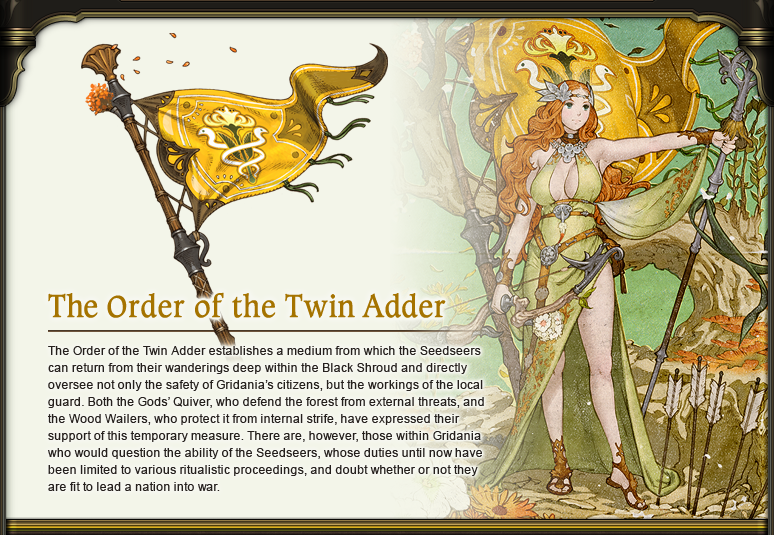 The Order of the Twin Adder
The Order of the Twin Adder establishes a medium from which the Seedseers
can return from their wanderings deep within the Black Shroud and directly
oversee not only the safety of Gridania's citizens, but the workings of the local
guard. Both the Gods' Quiver, who defend the forest from external threats, and
the Wood Wailers, who protect it from internal strife, have expressed their
support of this temporary measure. There are, however, those within Gridania
who would question the ability of the Seedseers, whose duties until now have
been limited to various ritualistic proceedings, and doubt whether or not they
are fit to lead a nation into war.